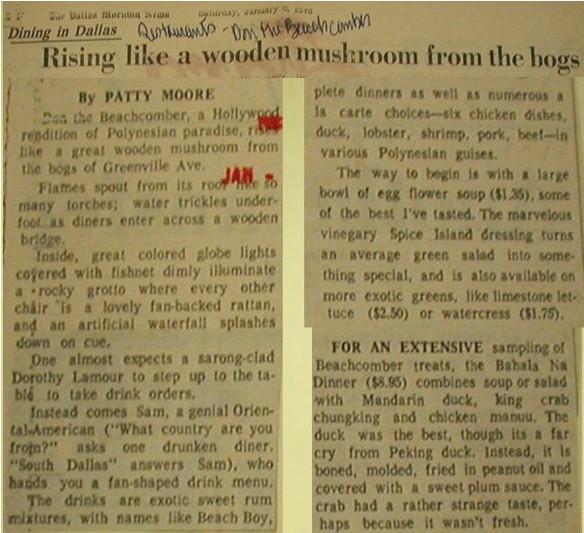 The Dallas Morning News
Saturday, January
Dining in Dallas
Restaurants - Don the Beachcomber
Rising like a wooden mushroom from the bogs
By PATTY MOORE
Don the Beachcomber, a Hollywood
rendition of Polynesian paradise, rises
like a great wooden mushroom from
the bogs of Greenville Ave.
JAN -
Flames spout from its roof like so
many torches; water trickles under-
foot as diners enter across a wooden
bridge.
Inside, great colored globe lights
covered with fishnet dimly illuminate
a rocky grotto where every other
chair is a lovely fan-backed rattan,
and an artificial waterfall splashes
down on cue.
One almost expects a sarong-clad
Dorothy Lamour to step up to the ta-
ble to take drink orders.
Instead comes Sam, a genial Orien-
tal-American ("What country are you
from?" asks one drunken diner.
"South Dallas" answers Sam), who
hands you a fan-shaped drink menu.
The drinks are exotic sweet rum
mixtures, with names like Beach Boy,
plete dinners as well as numerous a
la carte choices—six chicken dishes,
duck, lobster, shrimp, pork, beef—in
various Polynesian guises.
The way to begin is with a large
bowl of egg flower soup ($1.25), some
of the best I've tasted. The marvelous
vinegary Spice Island dressing turns
an average green salad into some-
thing special, and is also available on
more exotic greens, like limestone let-
tuce ($2.50) or watercress ($1.75).
FOR AN EXTENSIVE sampling of
Beachcomber treats, the Bahala Na
Dinner ($8.95) combines soup or salad
with Mandarin duck, king crab
chungking and chicken manuu. The
duck was the best, though its a far
cry from Peking duck. Instead, it is
boned, molded, fried in peanut oil and
covered with a sweet plum sauce. The
crab had a rather strange taste, per-
haps because it wasn't fresh.